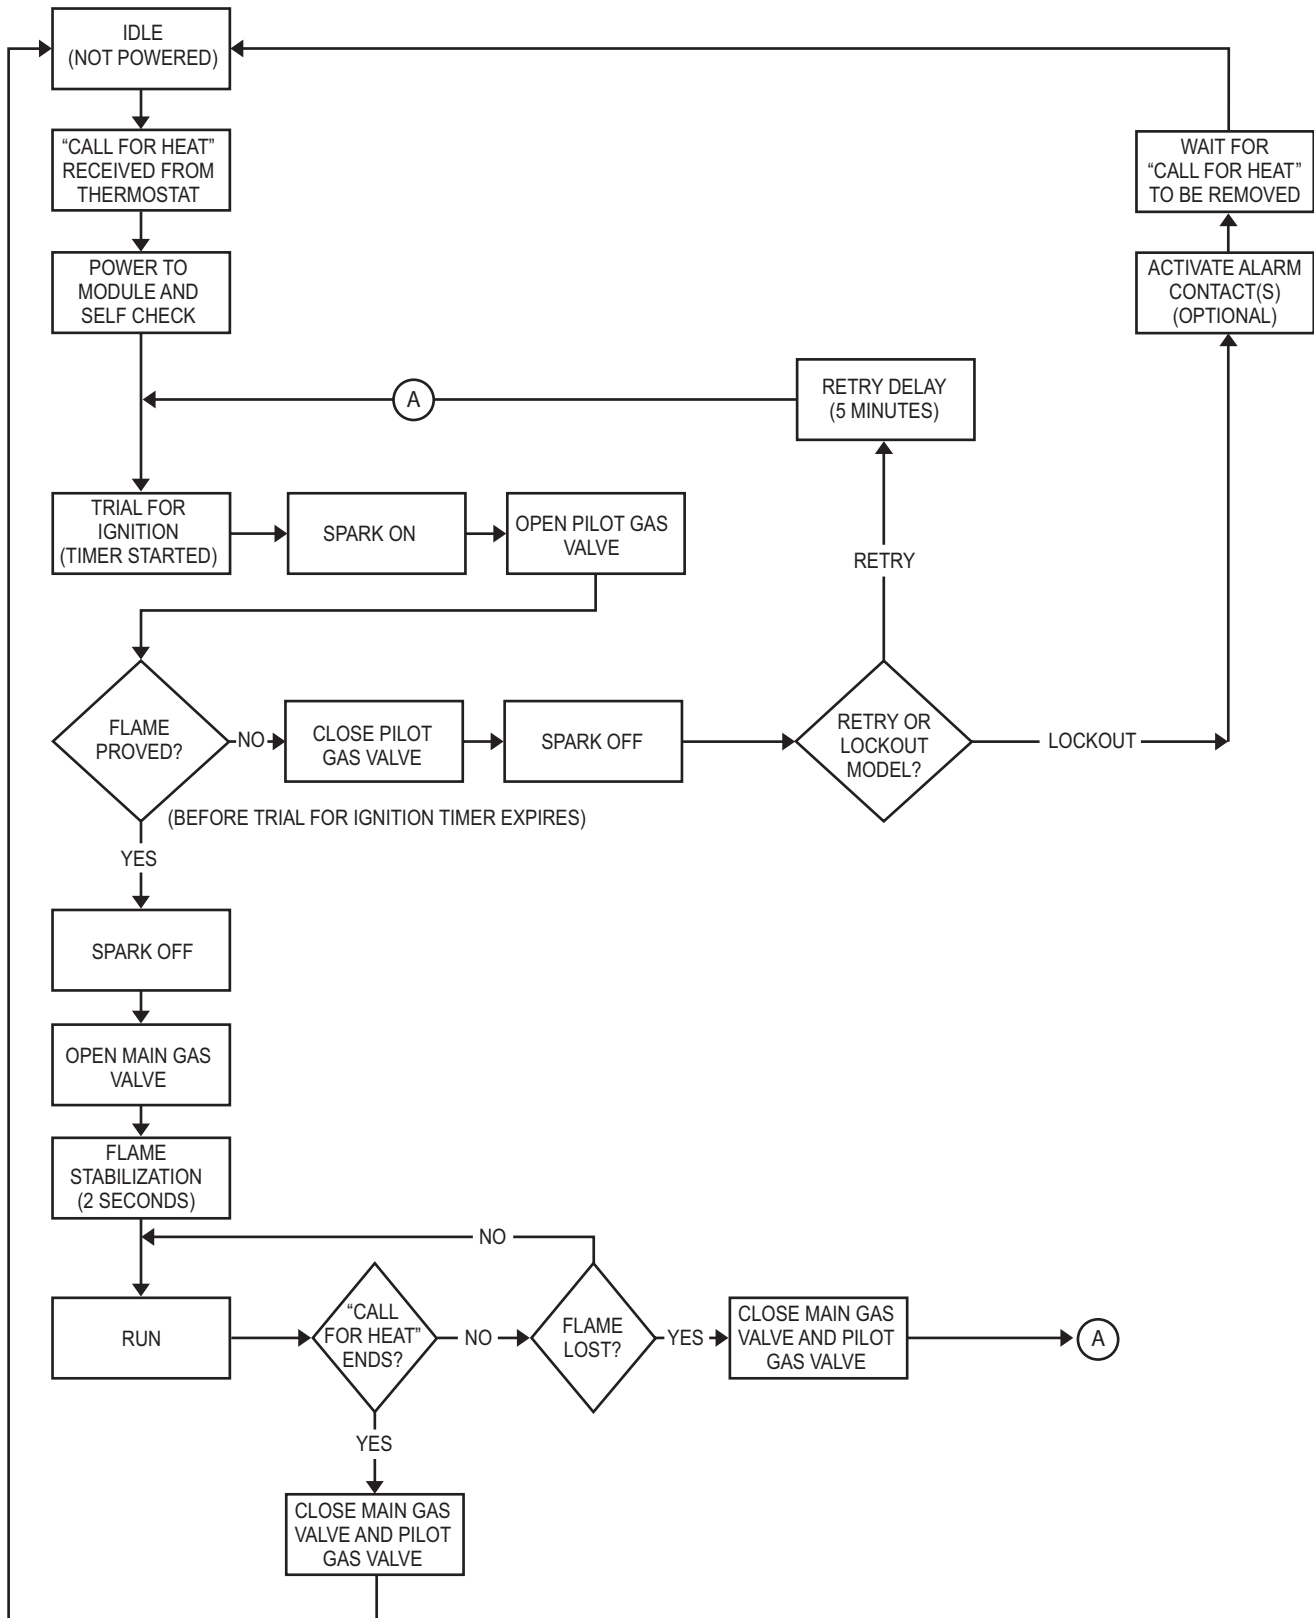 IDLE
(NOT POWERED)
“CALL FOR HEAT”
RECEIVED FROM
THERMOSTAT
WAIT FOR
“CALL FOR HEAT”
TO BE REMOVED
POWER TO
MODULE AND
SELF CHECK
ACTIVATE ALARM
CONTACT(S)
(OPTIONAL)
A
RETRY DELAY
(5 MINUTES)
TRIAL FOR
IGNITION
(TIMER STARTED)
SPARK ON
OPEN PILOT GAS
VALVE
RETRY
FLAME
PROVED?
NO
CLOSE PILOT
GAS VALVE
SPARK OFF
RETRY OR
LOCKOUT
MODEL?
LOCKOUT
(BEFORE TRIAL FOR IGNITION TIMER EXPIRES)
YES
SPARK OFF
OPEN MAIN GAS
VALVE
FLAME
STABILIZATION
(2 SECONDS)
NO
RUN
“CALL
FOR HEAT”
ENDS?
NO
FLAME
LOST?
YES
CLOSE MAIN GAS
VALVE AND PILOT
GAS VALVE
A
YES
CLOSE MAIN GAS
VALVE AND PILOT
GAS VALVE